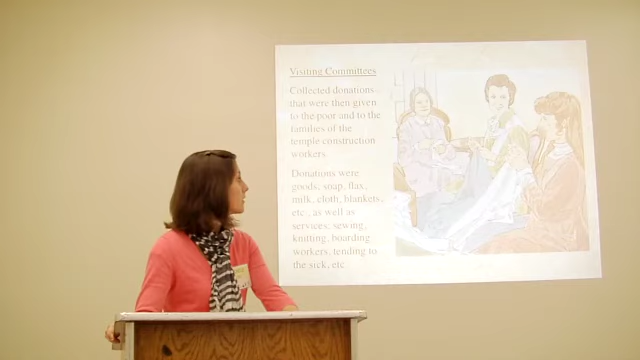 Visiting Committees
Collected donations
that were then given
to the poor and to the
families of the
temple construction
workers.
Donations were
goods, soap, flax,
milk, cloth, blankets,
etc., as well as
services; sewing,
knitting, boarding
workers, tending to
the sick, etc